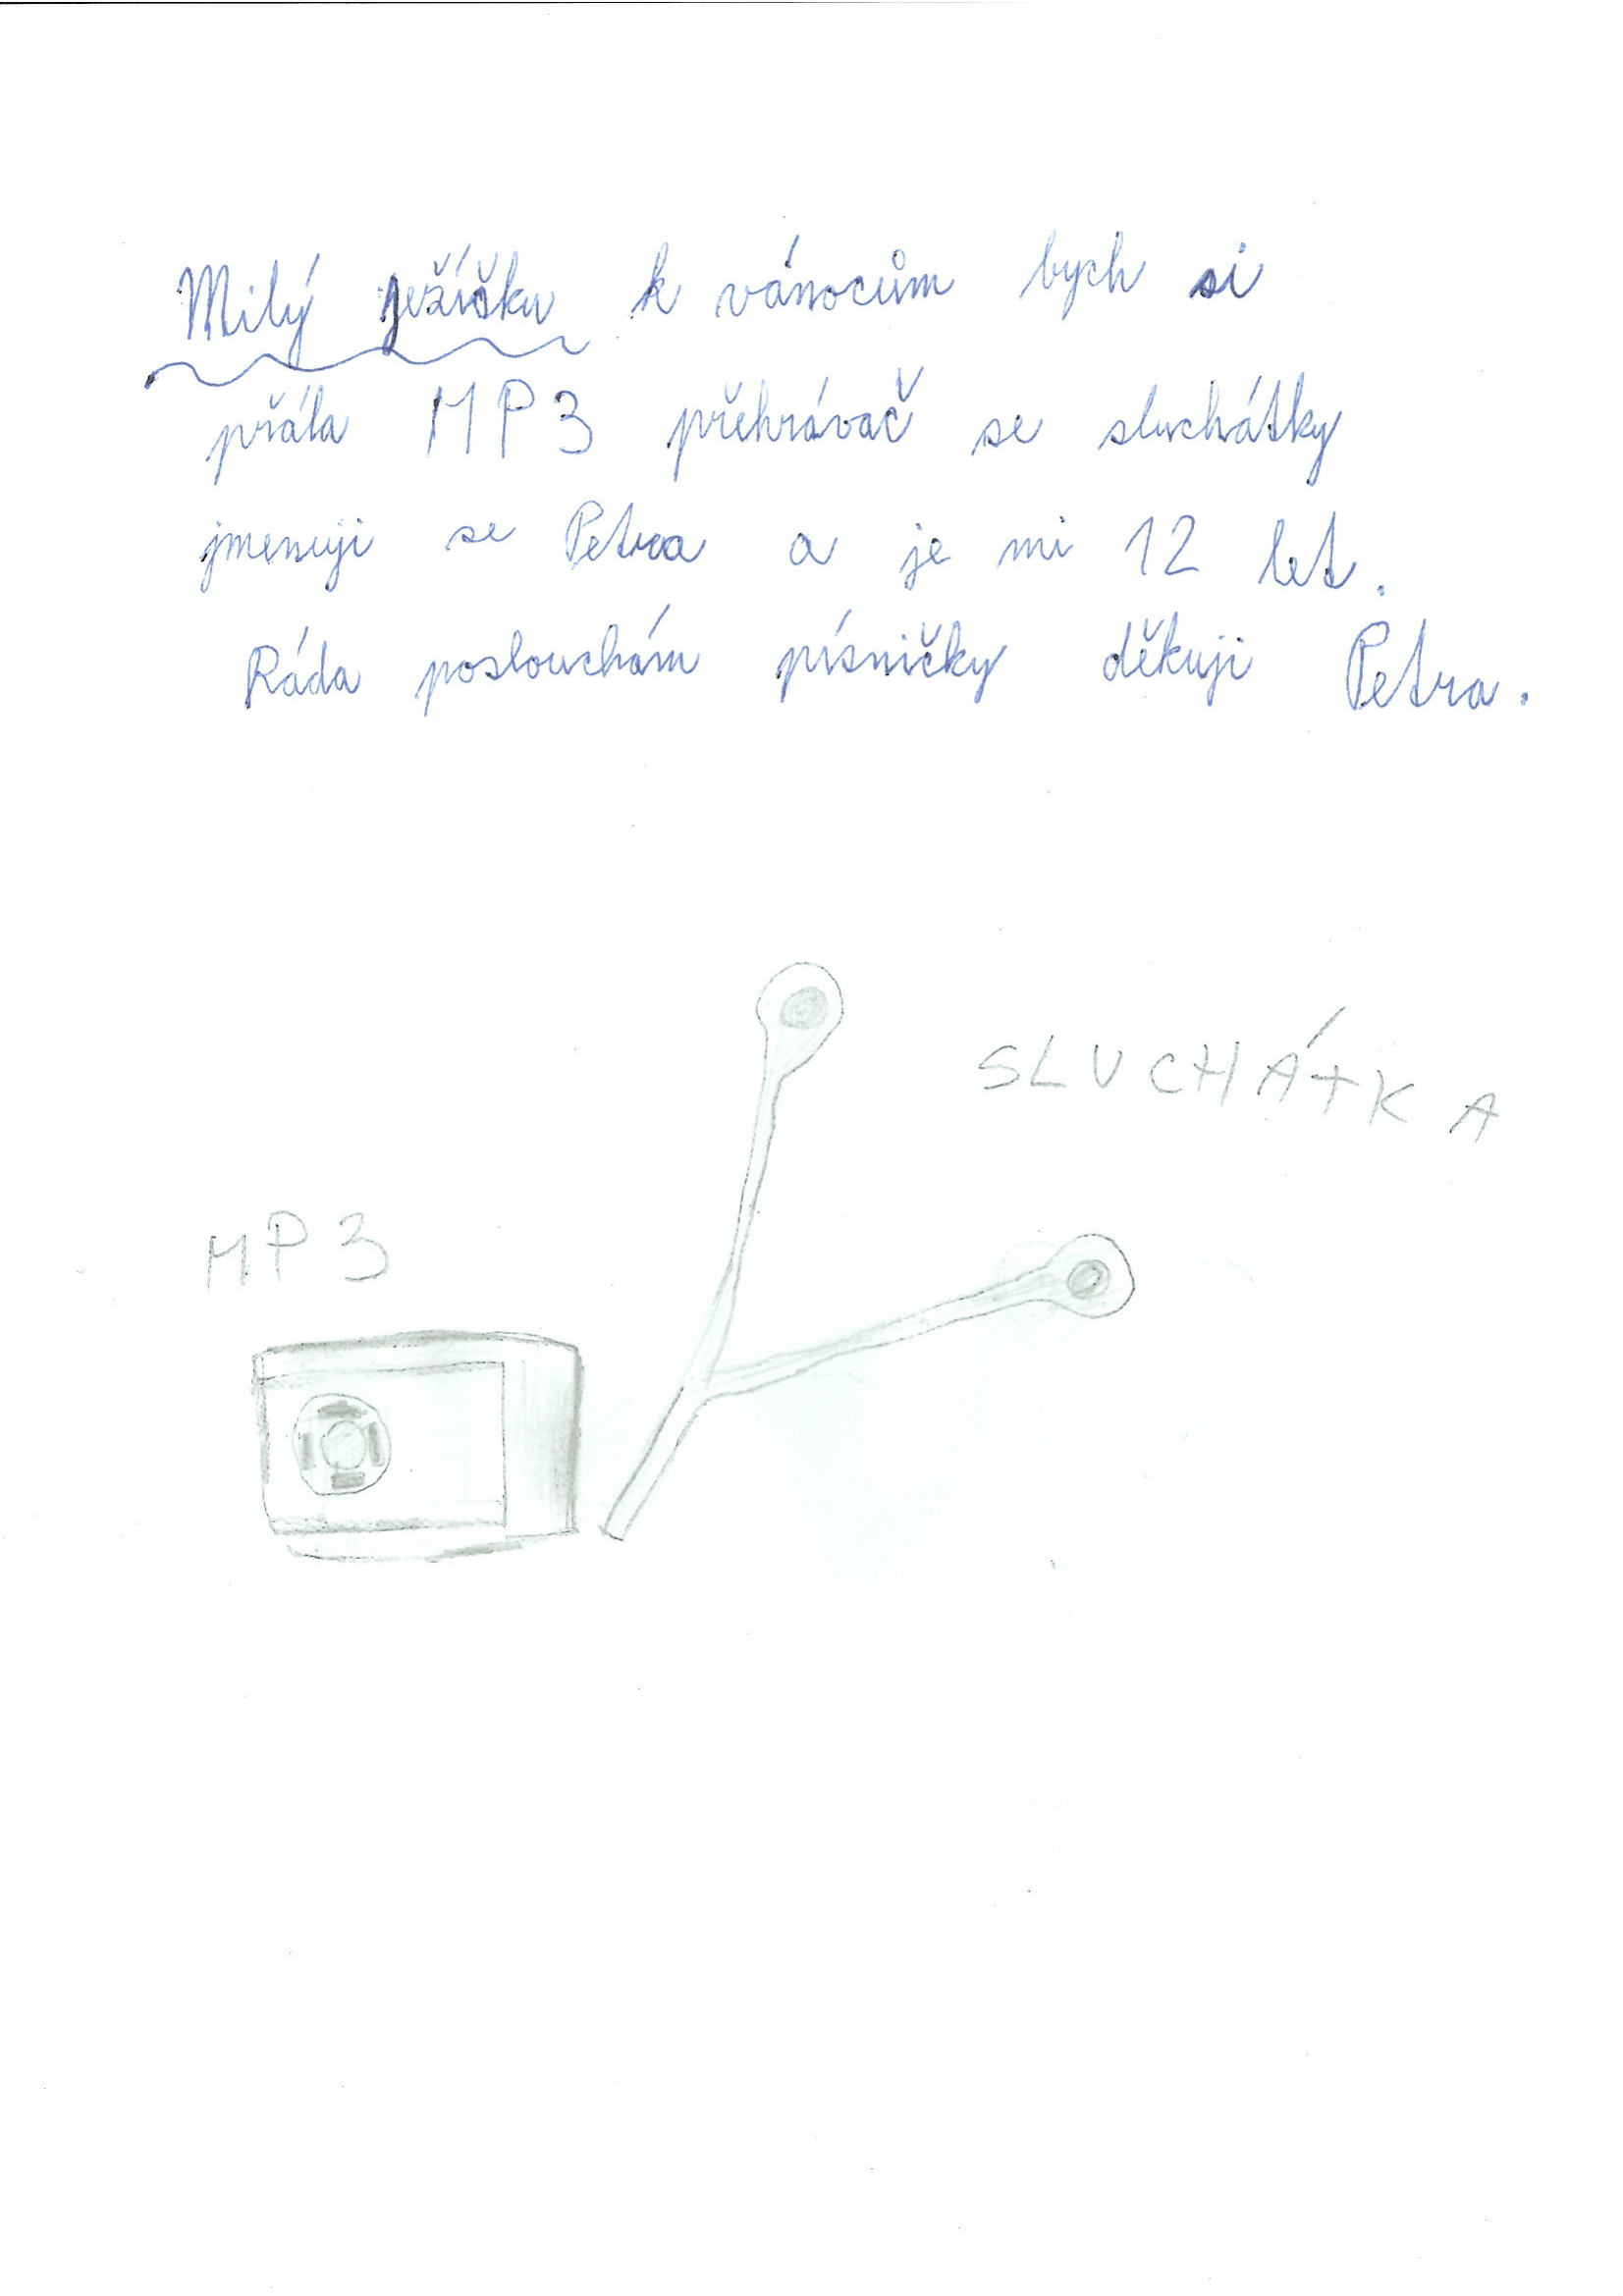 Milý ježíšku k vánocům bych si
přála MP3 přehrávač se sluchátky
jmenuji se Petra a je mi 12 let.
Ráda poslouchám písničky děkuji Petra.
SLUCHÁTKA
MP3